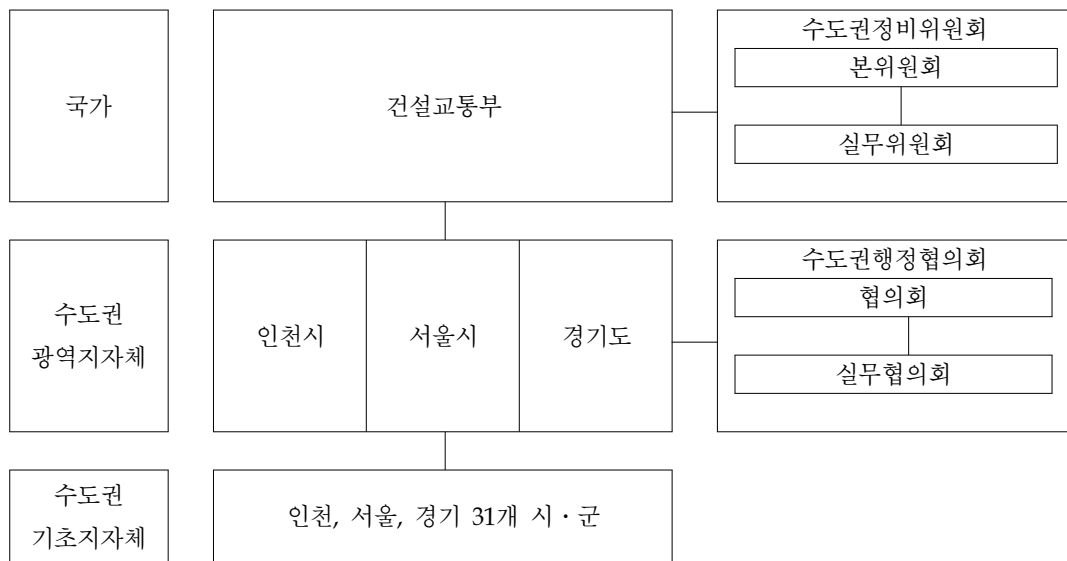 국가
건설교통부
수도권정비위원회
본위원회
실무위원회
수도권
광역지자체
인천시
서울시
경기도
수도권행정협의회
협의회
실무협의회
수도권
기초지자체
인천, 서울, 경기 31개 시·군